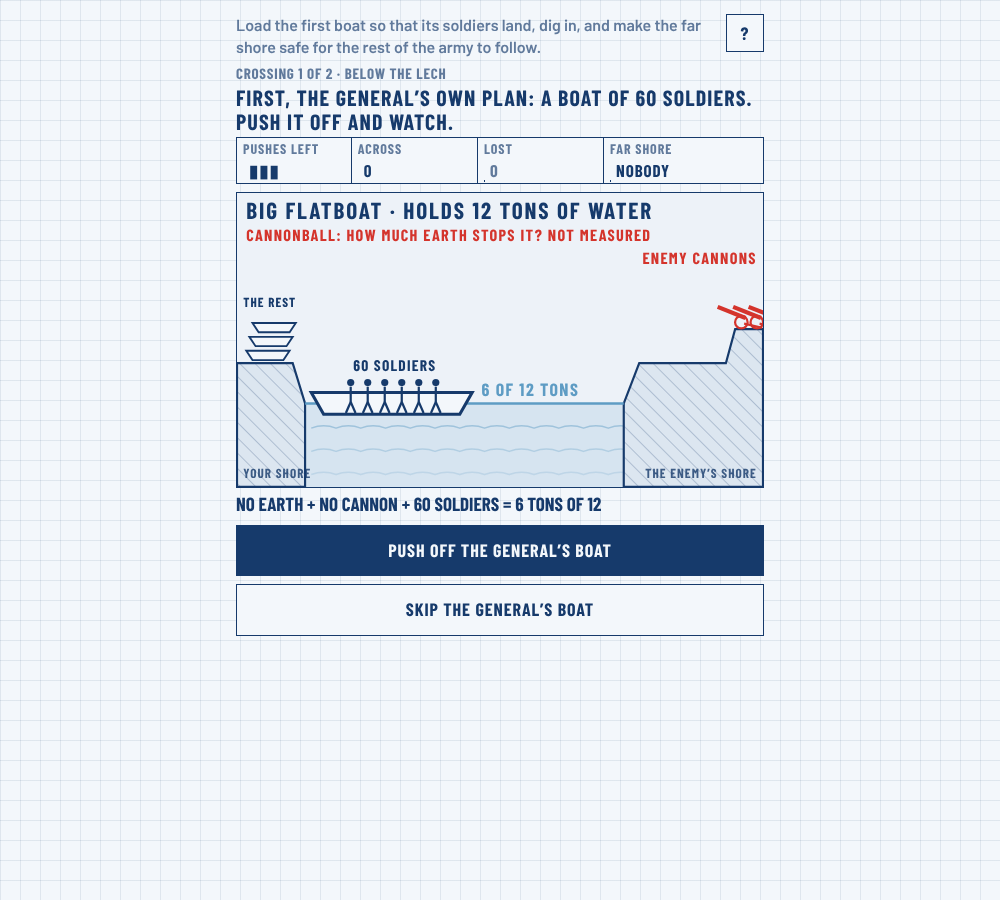 Load the first boat so that its soldiers land, dig in, and make the far
shore safe for the rest of the army to follow.
?
CROSSING 1 OF 2 · BELOW THE LECH
FIRST, THE GENERAL’S OWN PLAN: A BOAT OF 60 SOLDIERS.
PUSH IT OFF AND WATCH.
PUSHES LEFT
ACROSS
0
LOST
0
FAR SHORE
NOBODY
BIG FLATBOAT · HOLDS 12 TONS OF WATER
CANNONBALL: HOW MUCH EARTH STOPS IT? NOT MEASURED
ENEMY CANNONS
THE REST
60 SOLDIERS
6 OF 12 TONS
YOUR SHORE
THE ENEMY’S SHORE
NO EARTH + NO CANNON + 60 SOLDIERS = 6 TONS OF 12
PUSH OFF THE GENERAL’S BOAT
SKIP THE GENERAL’S BOAT